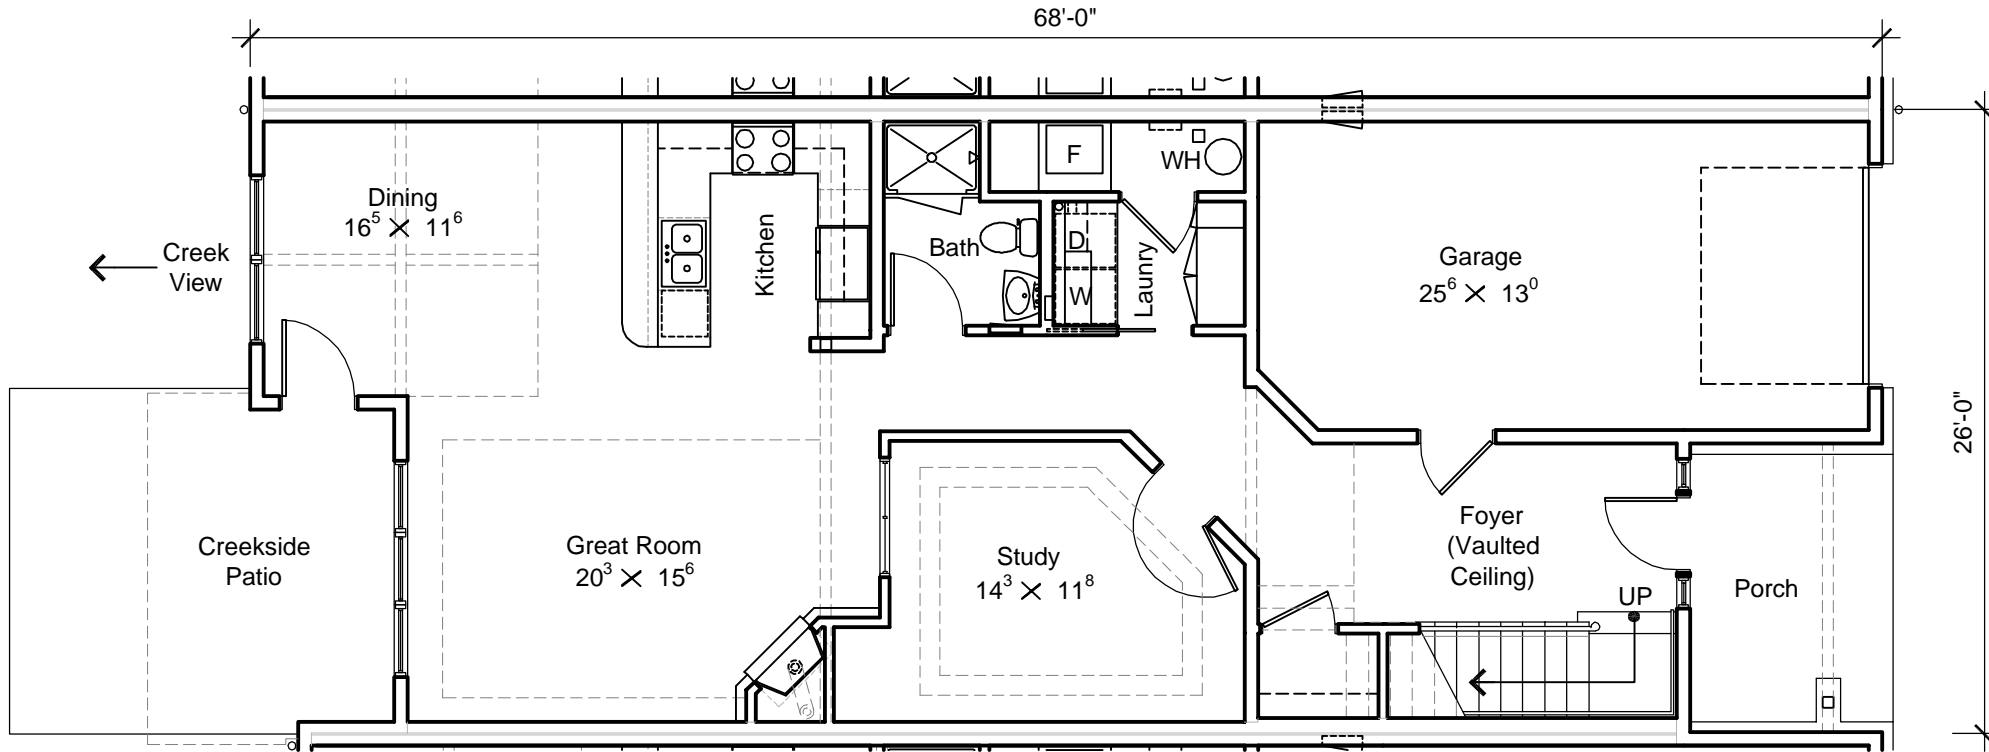 68'-0"
Dining
16⁵ X 11⁶
Creek
View
Kitchen
Bath
F
WH
D
W
Launry
Garage
25⁶ X 13⁰
26'-0"
Creekside
Patio
Great Room
20³ X 15⁶
Study
14³ X 11⁸
Foyer
(Vaulted
Ceiling)
UP
Porch